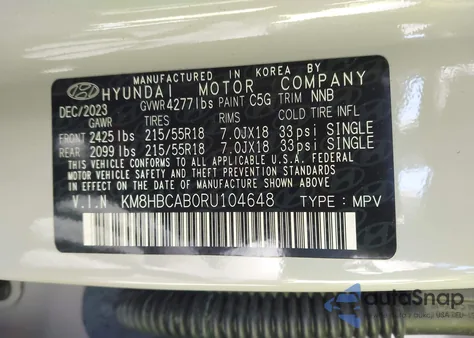 MANUFACTURED IN KOREA BY
HYUNDAI MOTOR COMPANY
DEC/2023 GVWR 4277lbs PAINT C5G TRIM NNB
GAWR TIRES RIMS COLD TIRE INFL
FRONT 2425lbs 215/55R18 7.0JX18 33psi SINGLE
REAR 2099lbs 215/55R18 7.0JX18 33psi SINGLE
THIS VEHICLE CONFORMS TO ALL APPLICABLE U.S.A. FEDERAL
MOTOR VEHICLE SAFETY, BUMPER, AND THEFT
PREVENTION STANDARDS IN EFFECT ON THE DATE
OF MANUFACTURE SHOWN ABOVE.
V.I.N KM8HBCAB0RU104648 TYPE: MPV
autoSnap